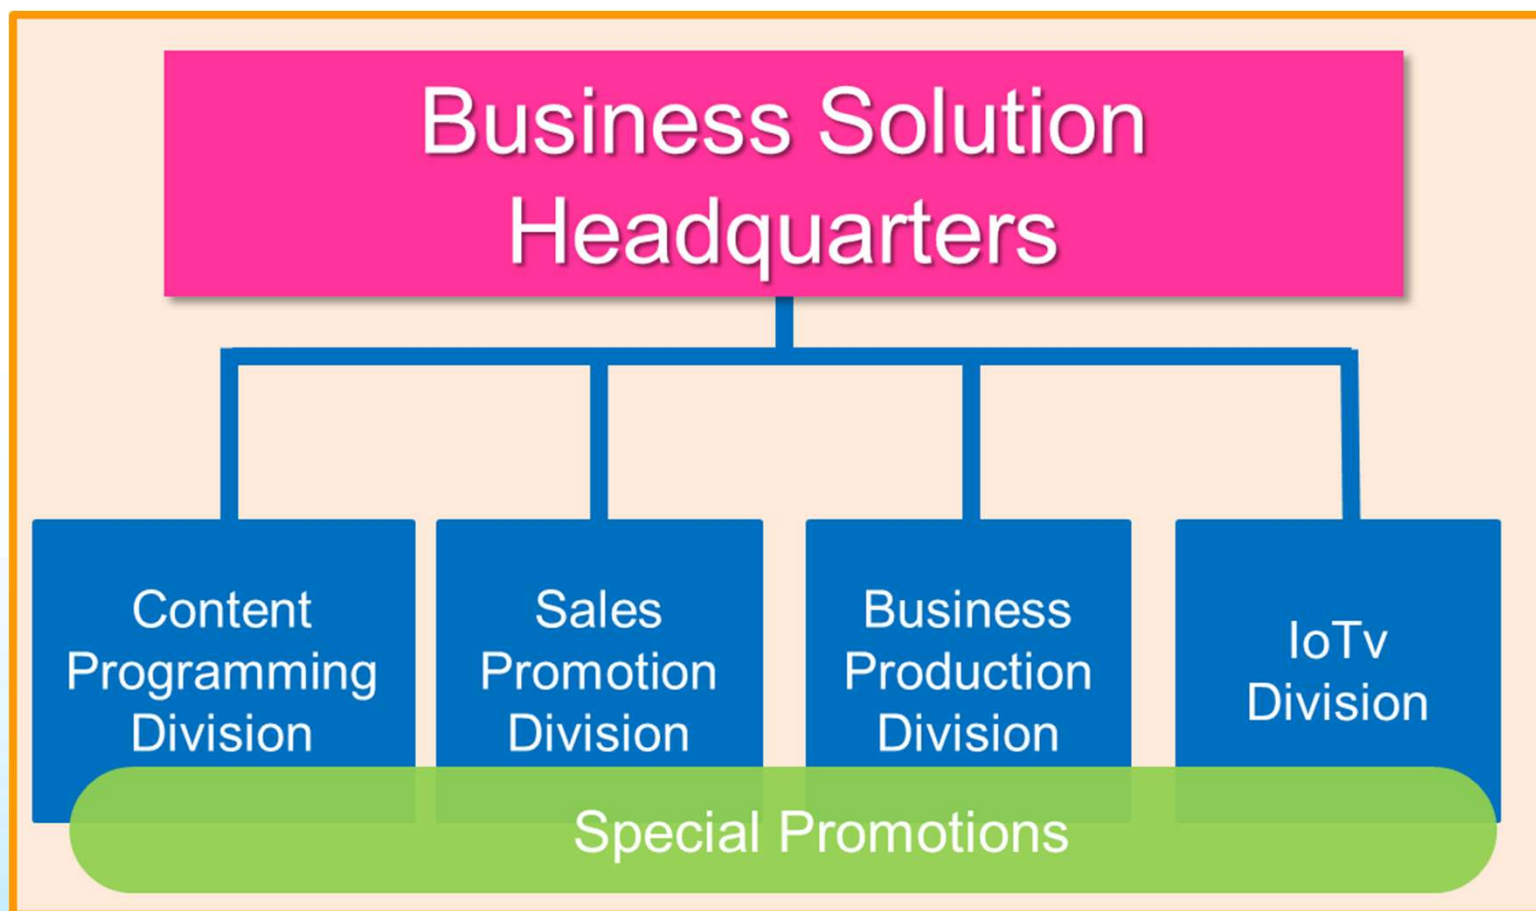 Business Solution
Headquarters
Content
Programming
Division
Sales
Promotion
Division
Business
Production
Division
IoTv
Division
Special Promotions